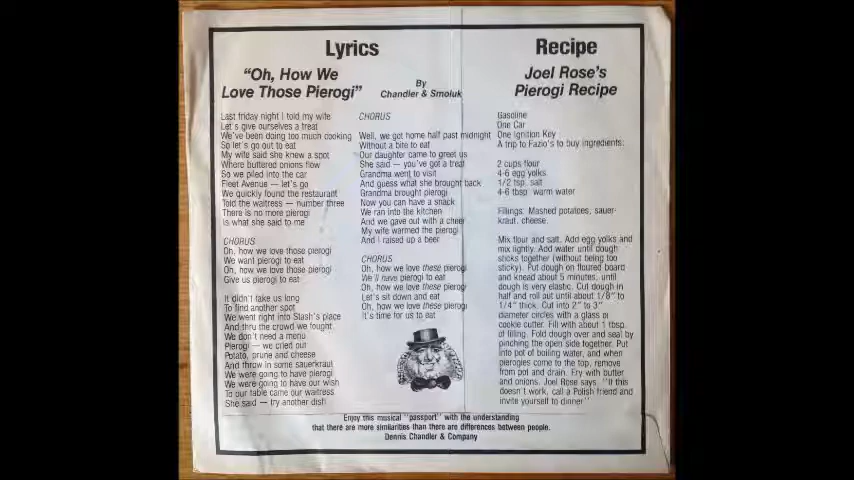 Lyrics
"Oh, How We
Love Those Pierogi"
By
Chandler & Smoluk
Last friday night I told my wife
Let's give ourselves a treat
We've been doing too much cooking
So let's go out to eat
My wife said she knew a spot
Where buttered onions flow
So we piled into the car
Fleet Avenue — let's go
We quickly found the restaurant
Told the waitress — number three
There is no more pierogi
Is what she said to me
CHORUS
Oh, how we love those pierogi
We want pierogi to eat
Oh, how we love those pierogi
Give us pierogi to eat
It didn't take us long
To find another spot
We went right into Stash's place
And thru the crowd we fought
We don't need a menu
Pierogi — we cried out
Potato, prune and cheese
And throw in some sauerkraut
We were going to have pierogi
We were going to have our wish
To our table came our waitress
She said — try another dish
CHORUS
Well, we got home half past midnight
Without a bite to eat
Our daughter came to greet us
She said — you've got a treat
Grandma went to visit
And guess what she brought back
Grandma brought pierogi
Now you can have a snack
We ran into the kitchen
And we gave out with a cheer
My wife warmed the pierogi
And I raised up a beer
CHORUS
Oh, how we love these pierogi
We'll have pierogi to eat
Oh, how we love these pierogi
Let's sit down and eat
Oh, how we love these pierogi
It's time for us to eat
Recipe
Joel Rose's
Pierogi Recipe
Gasoline
One Car
One Ignition Key
A trip to Fazio's to buy ingredients:
2 cups flour
4-6 egg yolks
1/2 tsp. salt
4-6 tbsp. warm water
Fillings: Mashed potatoes, sauer-
kraut, cheese.
Mix flour and salt. Add egg yolks and
mix lightly. Add water until dough
sticks together (without being too
sticky). Put dough on floured board
and knead about 5 minutes, until
dough is very elastic. Cut dough in
half and roll out until about 1/8" to
1/4" thick. Cut into 2" to 3"
diameter circles with a glass or
cookie cutter. Fill with about 1 tbsp.
of filling. Fold dough over and seal by
pinching the open side together. Put
into pot of boiling water, and when
pierogies come to the top, remove
from pot and drain. Fry with butter
and onions. Joel Rose says: "If this
doesn't work, call a Polish friend and
invite yourself to dinner"
Enjoy this musical "passport" with the understanding
that there are more similarities than there are differences between people.
Dennis Chandler & Company